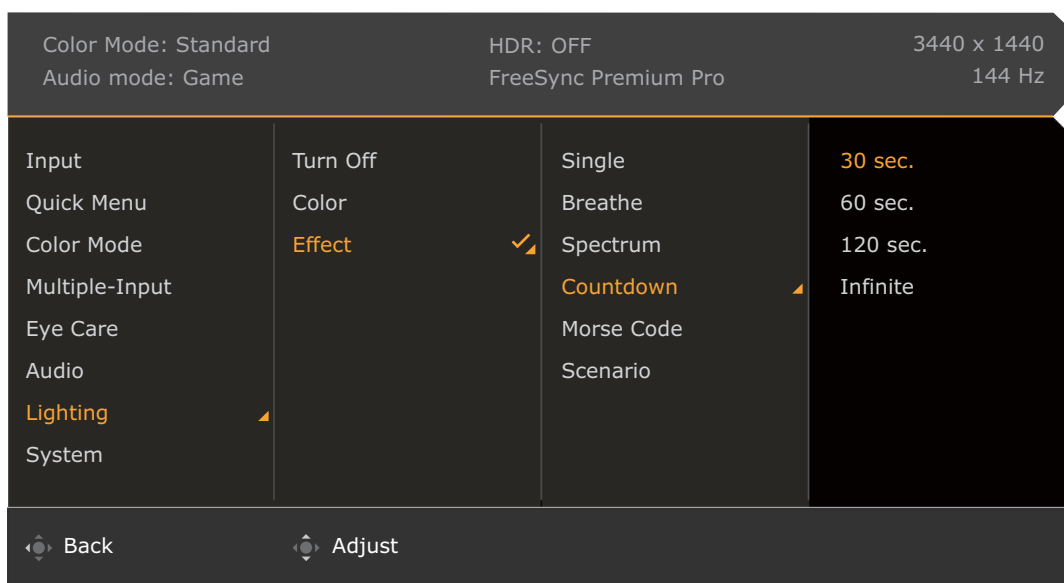 Color Mode: Standard
HDR: OFF
3440 x 1440
Audio mode: Game
FreeSync Premium Pro
144 Hz
Input
Quick Menu
Color Mode
Multiple-Input
Eye Care
Audio
Lighting
System
Turn Off
Color
Effect
Single
Breathe
Spectrum
Countdown
Morse Code
Scenario
30 sec.
60 sec.
120 sec.
Infinite
Back
Adjust